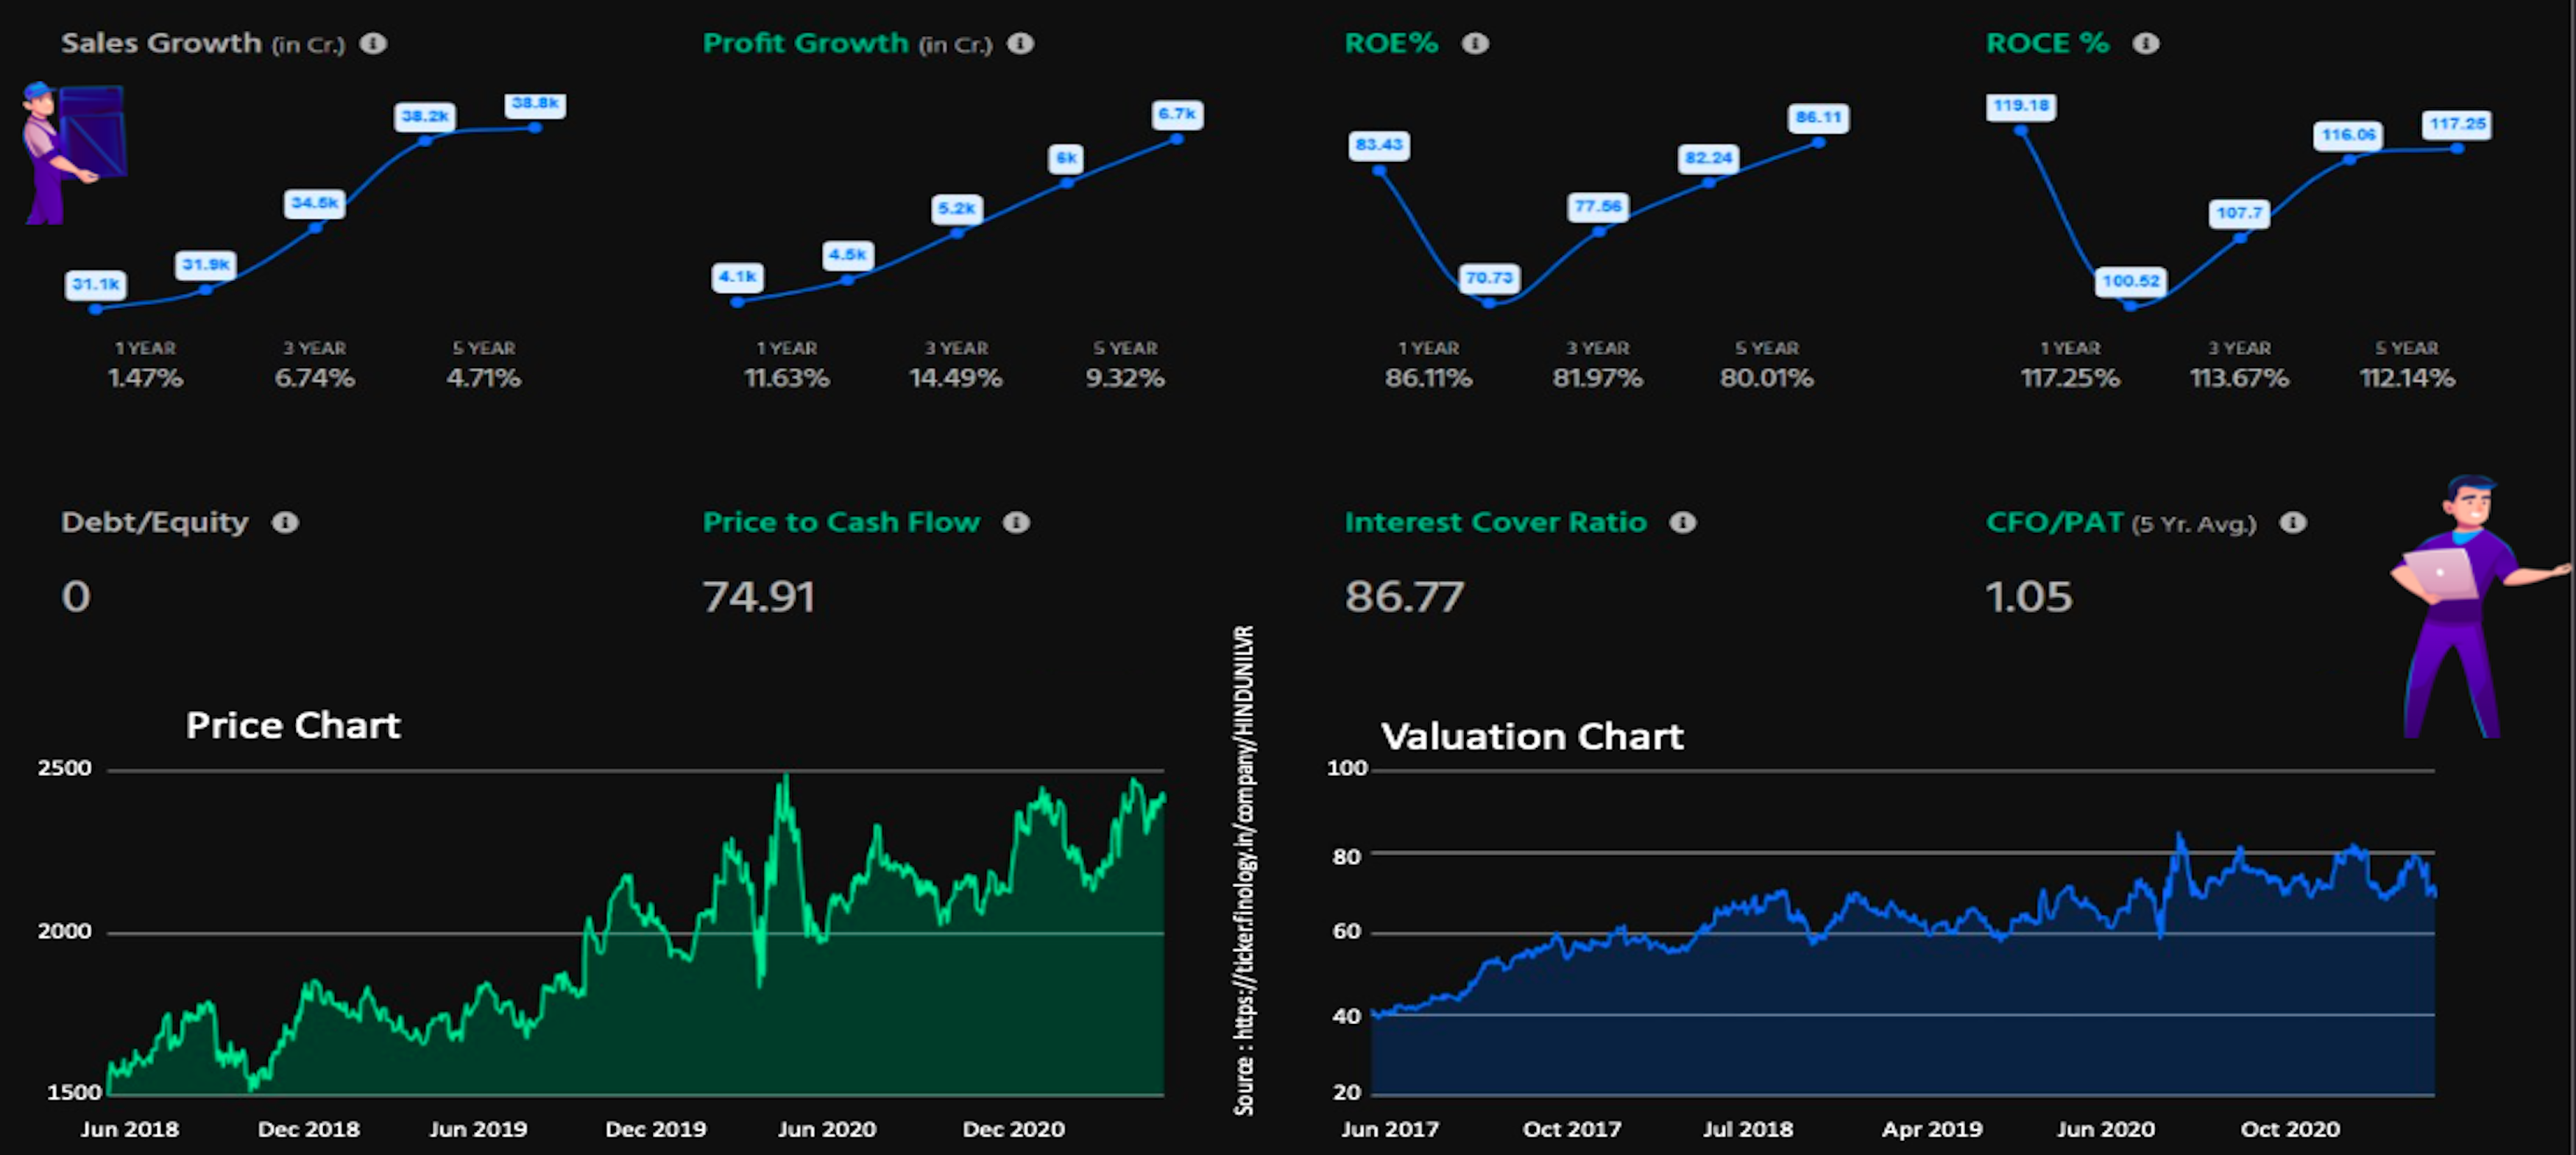 Sales Growth (in Cr.)
Profit Growth (in Cr.)
ROE%
ROCE %
31.1k
31.9k
34.5k
38.2k
38.8k
4.1k
4.5k
5.2k
6k
6.7k
83.43
70.73
77.56
82.24
86.11
119.18
100.52
107.7
116.06
117.25
1 YEAR 3 YEAR 5 YEAR
1.47% 6.74% 4.71%
1 YEAR 3 YEAR 5 YEAR
11.63% 14.49% 9.32%
1 YEAR 3 YEAR 5 YEAR
86.11% 81.97% 80.01%
1 YEAR 3 YEAR 5 YEAR
117.25% 113.67% 112.14%
Debt/Equity
0
Price to Cash Flow
74.91
Interest Cover Ratio
86.77
CFO/PAT (5 Yr. Avg.)
1.05
Price Chart
2500
2000
1500
Jun 2018 Dec 2018 Jun 2019 Dec 2019 Jun 2020 Dec 2020
Source : https://ticker.finology.in/company/HINDUNILVR
Valuation Chart
100
80
60
40
20
Jun 2017 Oct 2017 Jul 2018 Apr 2019 Jun 2020 Oct 2020